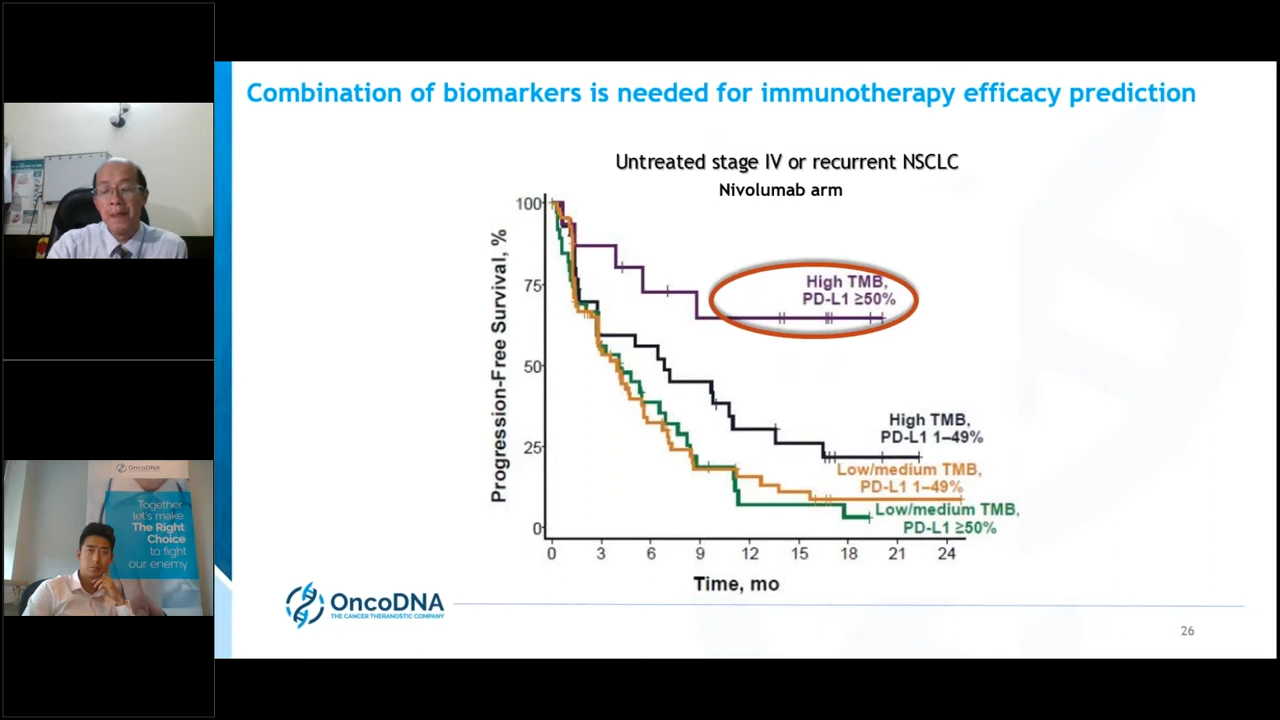 Combination of biomarkers is needed for immunotherapy efficacy prediction
Untreated stage IV or recurrent NSCLC
Nivolumab arm
Progression-Free Survival, %
100
75
50
25
0
High TMB,
PD-L1 ≥50%
High TMB,
PD-L1 1–49%
Low/medium TMB,
PD-L1 1–49%
Low/medium TMB,
PD-L1 ≥50%
0 3 6 9 12 15 18 21 24
Time, mo
OncoDNA
THE CANCER THERANOSTIC COMPANY
26
OncoDNA
Together
let's make
The Right
Choice
to fight
our enemy